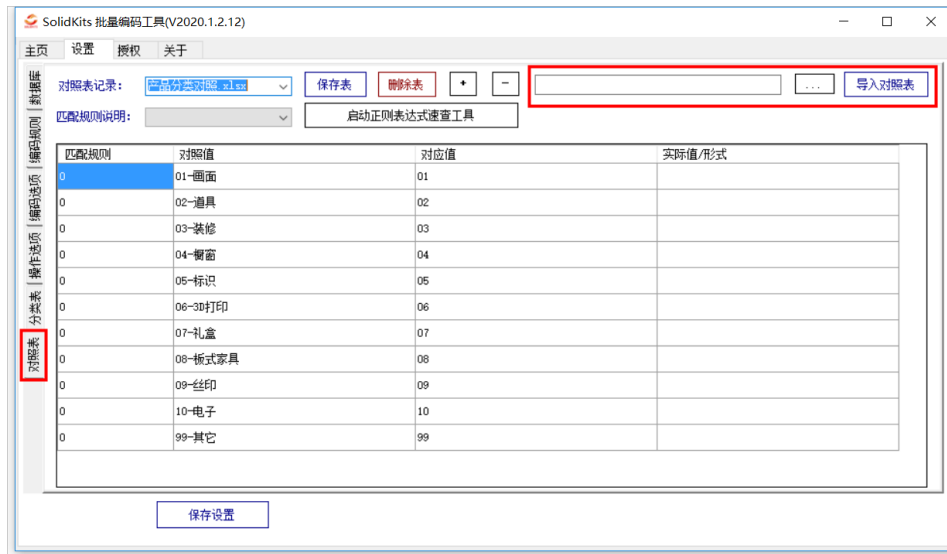 SolidKits 批量编码工具(V2020.1.2.12)
主页 设置 授权 关于
对照表记录: 产品分类对照.xlsx 保存表 删除表 + - ... 导入对照表
匹配规则说明: 启动正则表达式速查工具
数据库
编码规则
编码选项
操作选项
分类表
对照表
匹配规则 对照值 对应值 实际值/形式
0 01-画面 01
0 02-道具 02
0 03-装修 03
0 04-橱窗 04
0 05-标识 05
0 06-3D打印 06
0 07-礼盒 07
0 08-板式家具 08
0 09-丝印 09
0 10-电子 10
0 99-其它 99
保存设置